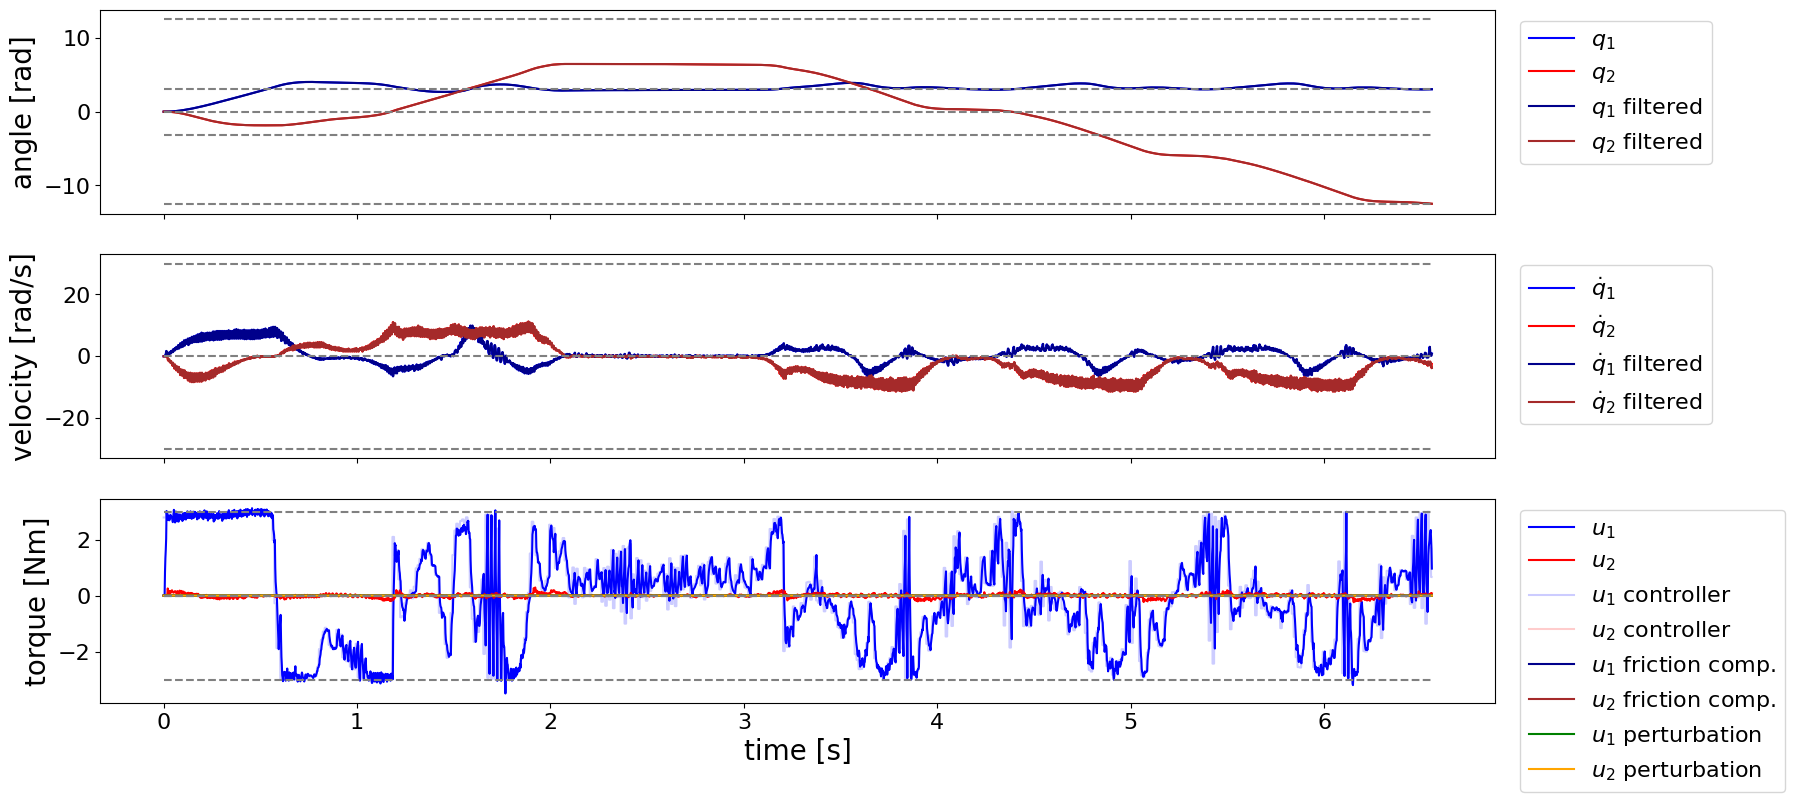 angle [rad]
10
0
−10
q₁
q₂
q₁ filtered
q₂ filtered
velocity [rad/s]
20
0
−20
q̇₁
q̇₂
q̇₁ filtered
q̇₂ filtered
torque [Nm]
2
0
−2
0 1 2 3 4 5 6
time [s]
u₁
u₂
u₁ controller
u₂ controller
u₁ friction comp.
u₂ friction comp.
u₁ perturbation
u₂ perturbation